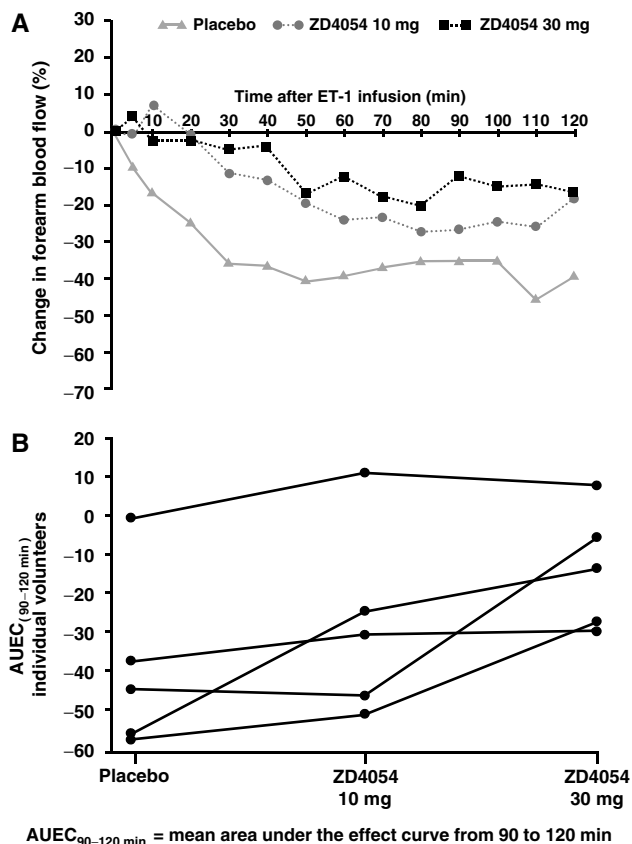 A
Placebo ZD4054 10 mg ZD4054 30 mg
Change in forearm blood flow (%)
30
20
10
0
–10
–20
–30
–40
–50
–60
–70
Time after ET-1 infusion (min)
10 20 30 40 50 60 70 80 90 100 110 120
B
AUEC(90–120 min)
individual volunteers
20
10
0
–10
–20
–30
–40
–50
–60
Placebo ZD4054 ZD4054
10 mg 30 mg
AUEC90–120 min = mean area under the effect curve from 90 to 120 min